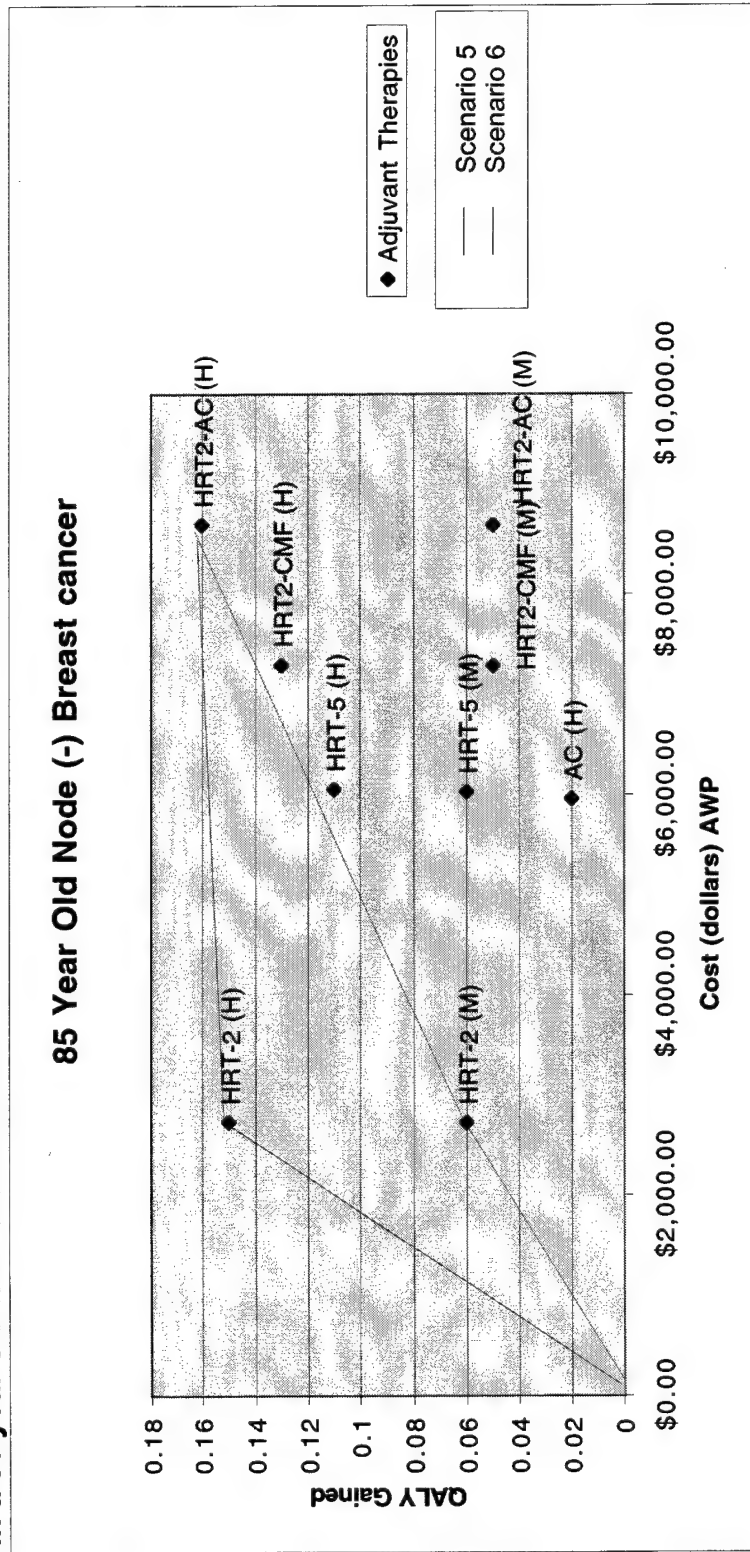 85 Year Old Node (-) Breast cancer
QALY Gained
0.18
0.16
0.14
0.12
0.1
0.08
0.06
0.04
0.02
0
HRT2-AC (H)
HRT-2 (H)
HRT2-CMF (H)
HRT-5 (H)
HRT-2 (M)
HRT-5 (M)
HRT2-CMF (M)
HRT2-AC (M)
AC (H)
$0.00
$2,000.00
$4,000.00
$6,000.00
$8,000.00
$10,000.00
Cost (dollars) AWP
Adjuvant Therapies
Scenario 5
Scenario 6